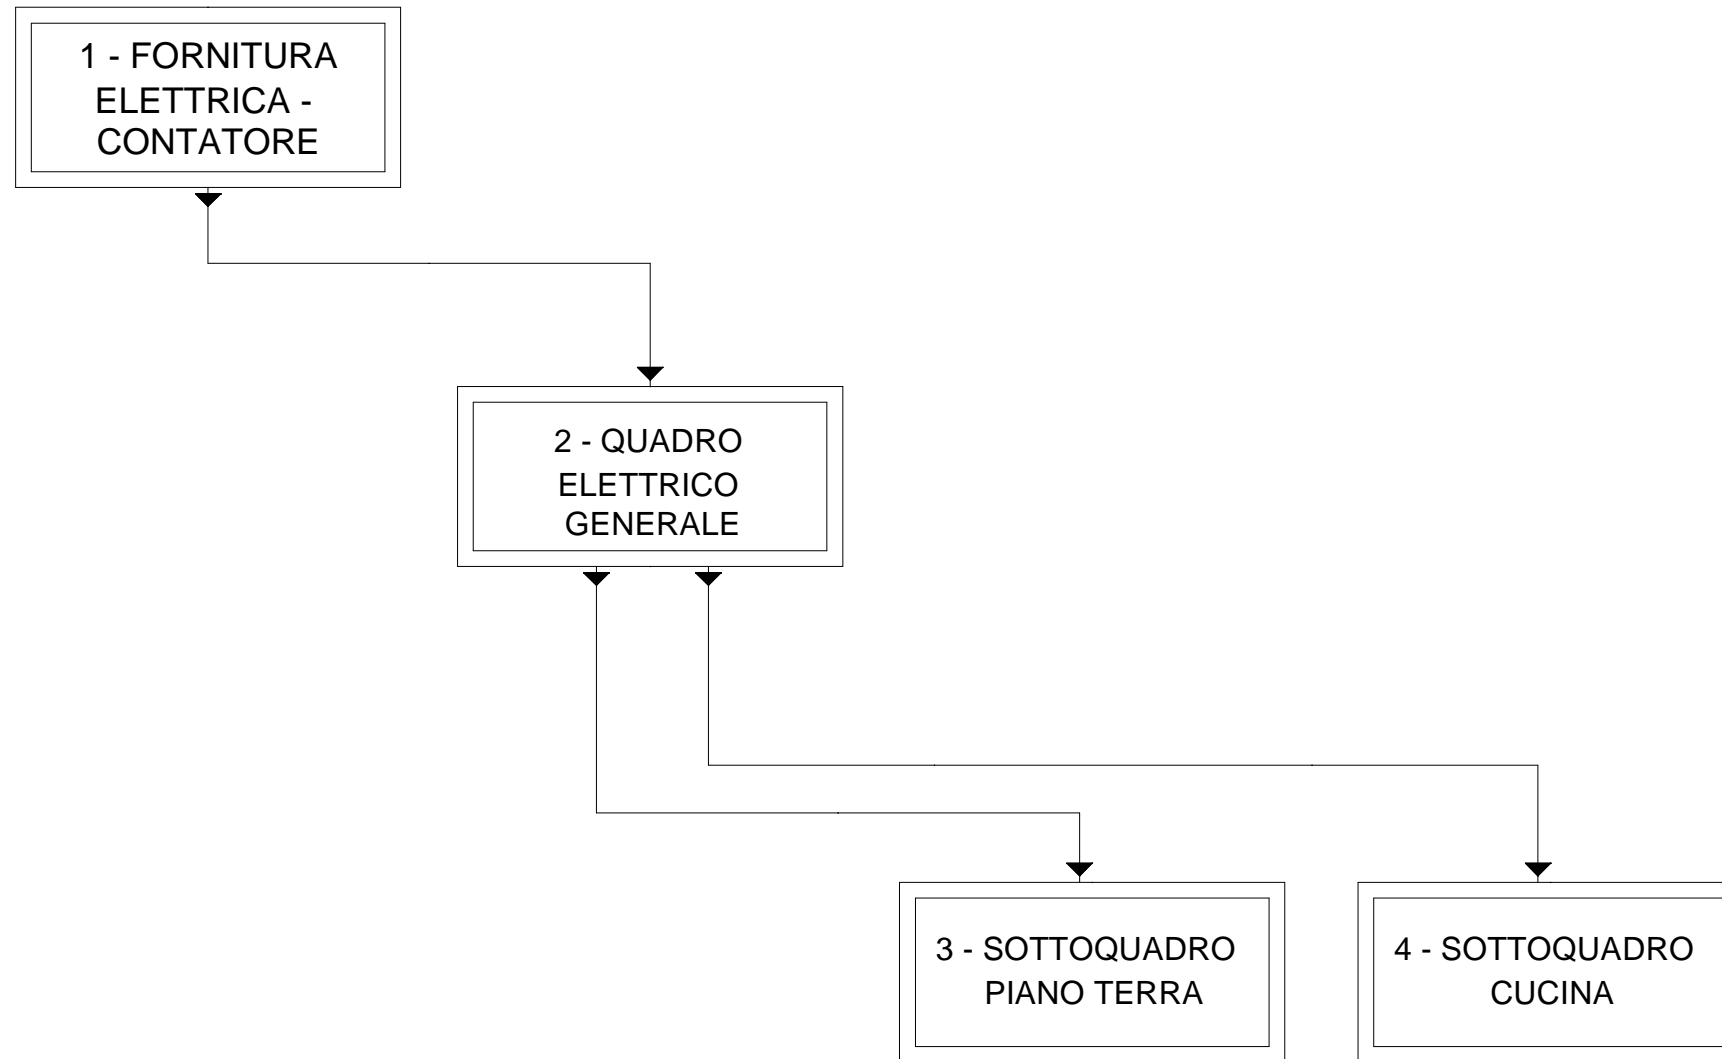 1 - FORNITURA
ELETTRICA -
CONTATORE
2 - QUADRO
ELETTRICO
GENERALE
3 - SOTTOQUADRO
PIANO TERRA
4 - SOTTOQUADRO
CUCINA